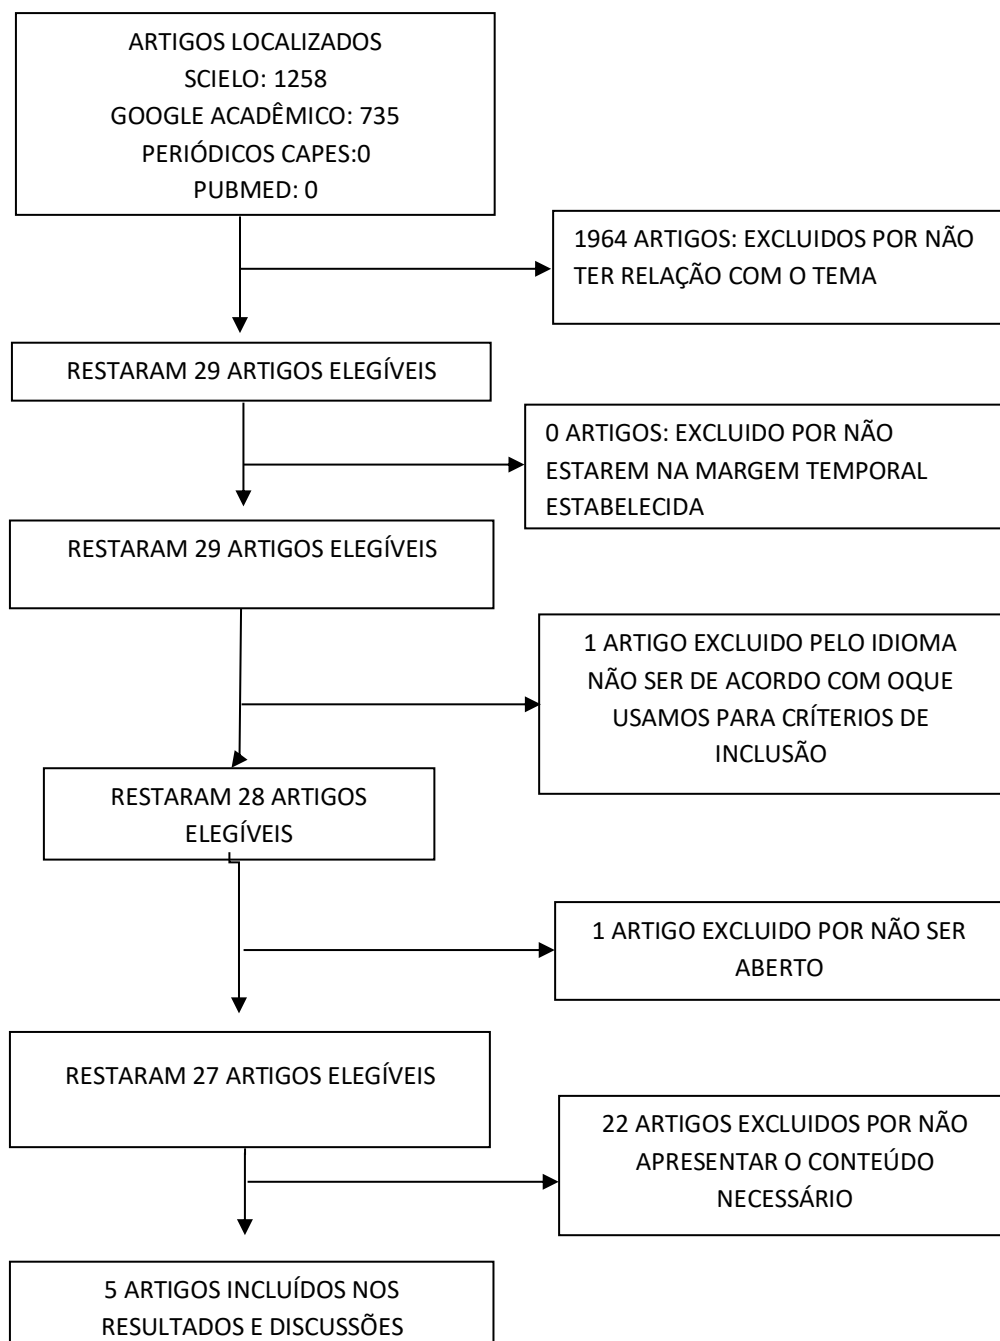 ARTIGOS LOCALIZADOS
SCIELO: 1258
GOOGLE ACADÊMICO: 735
PERIÓDICOS CAPES:0
PUBMED: 0
1964 ARTIGOS: EXCLUIDOS POR NÃO
TER RELAÇÃO COM O TEMA
RESTARAM 29 ARTIGOS ELEGÍVEIS
0 ARTIGOS: EXCLUIDO POR NÃO
ESTAREM NA MARGEM TEMPORAL
ESTABELECIDA
RESTARAM 29 ARTIGOS ELEGÍVEIS
1 ARTIGO EXCLUIDO PELO IDIOMA
NÃO SER DE ACORDO COM OQUE
USAMOS PARA CRÍTERIOS DE
INCLUSÃO
RESTARAM 28 ARTIGOS
ELEGÍVEIS
1 ARTIGO EXCLUIDO POR NÃO SER
ABERTO
RESTARAM 27 ARTIGOS ELEGÍVEIS
22 ARTIGOS EXCLUIDOS POR NÃO
APRESENTAR O CONTEÚDO
NECESSÁRIO
5 ARTIGOS INCLUÍDOS NOS
RESULTADOS E DISCUSSÕES